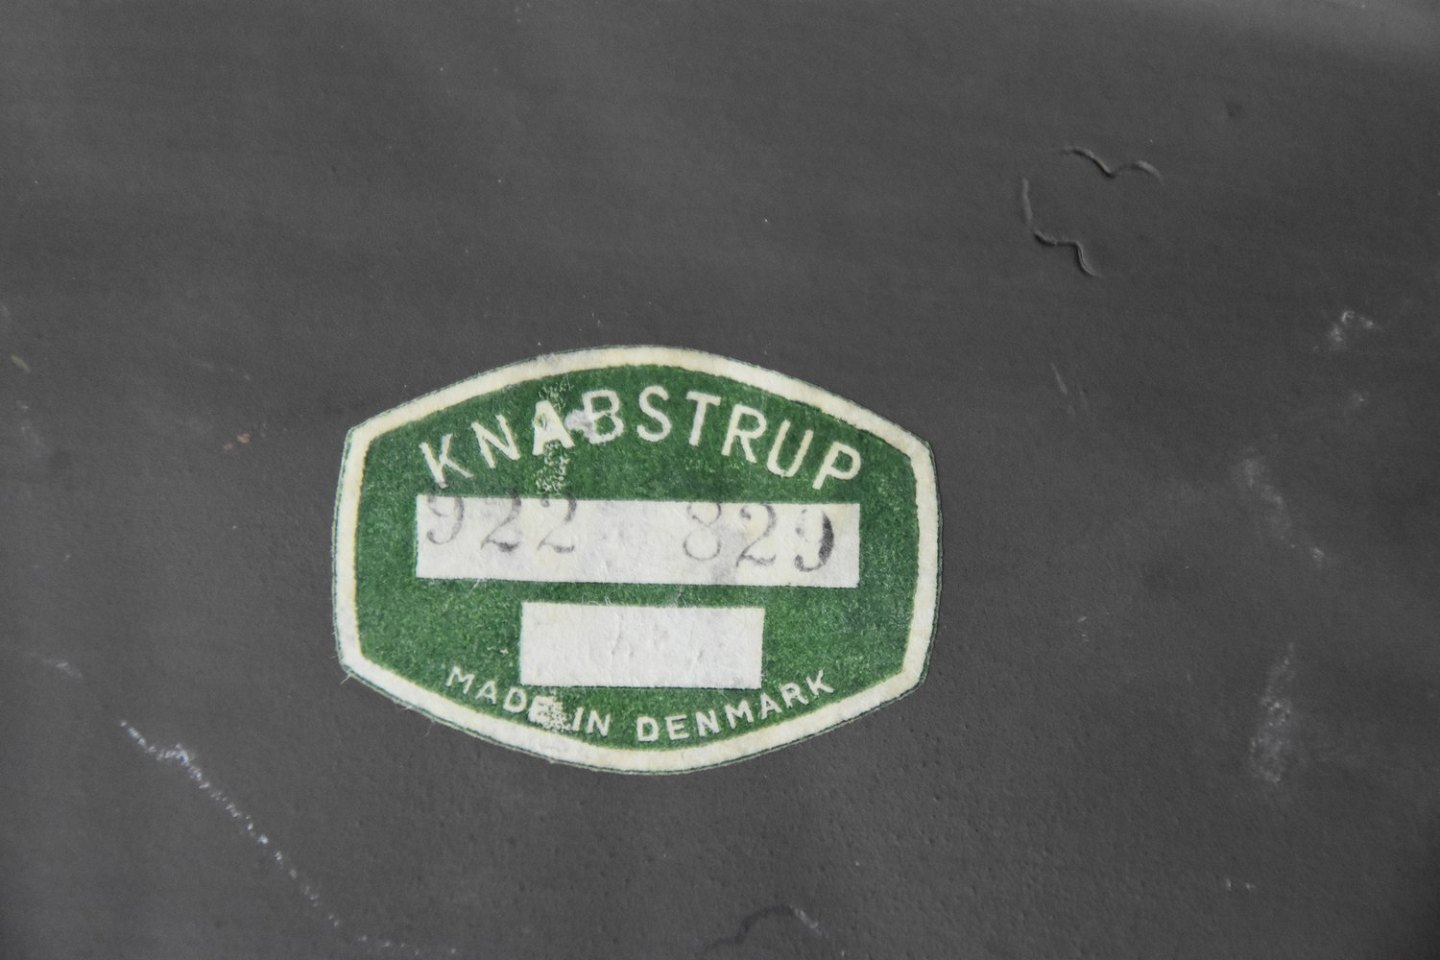 KNABSTRUP
922 829
MADE IN DENMARK